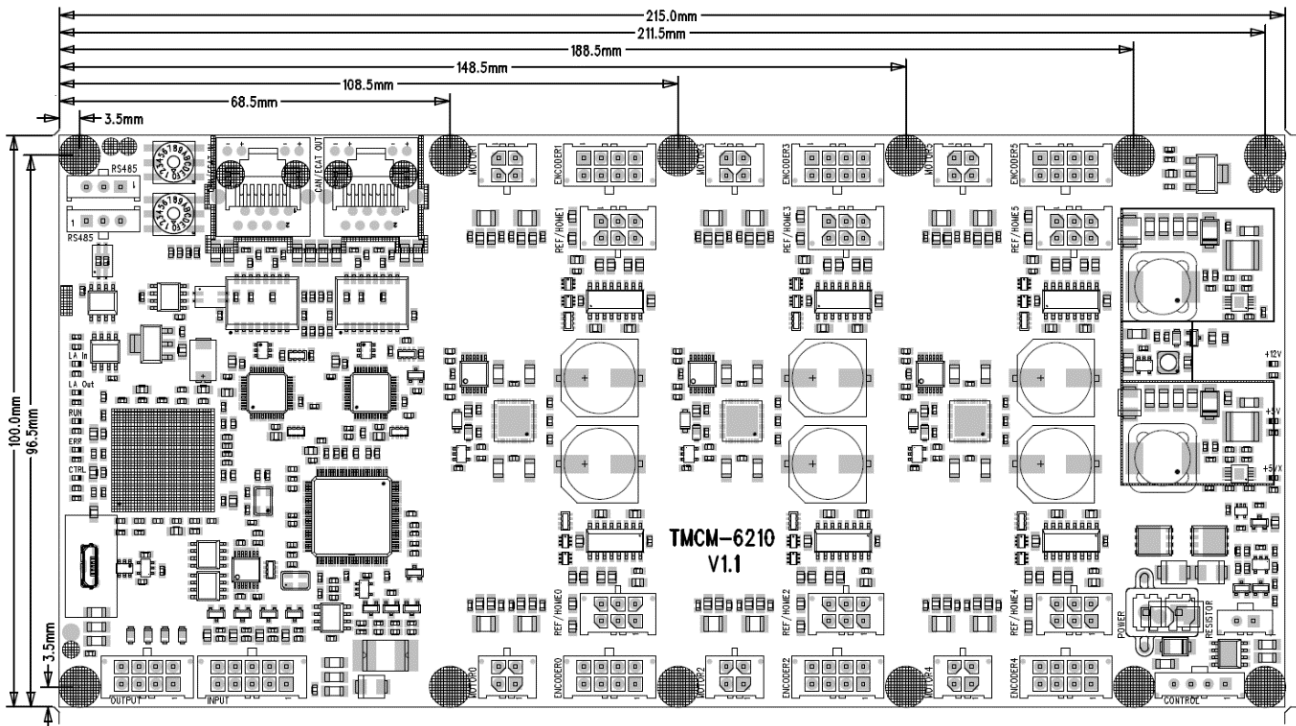 215.0mm
211.5mm
188.5mm
148.5mm
108.5mm
68.5mm
3.5mm
100.0mm
96.5mm
3.5mm
RS485
1
1
RS485
CAN/ECAT OUT
ENCODER1
ENCODER3
MOTOR5
ENCODER5
REF/HOME1
REF/HOME3
REF/HOME5
LA In
LA Out
RUN
ERR
CTRL
+12V
+5V
+5VX
TMCM-6210
V1.1
REF/HOME0
REF/HOME2
REF/HOME4
POWER
RESISTOR
MOTOR0
ENCODER0
MOTOR2
ENCODER2
MOTOR4
ENCODER4
OUTPUT
INPUT
CONTROL